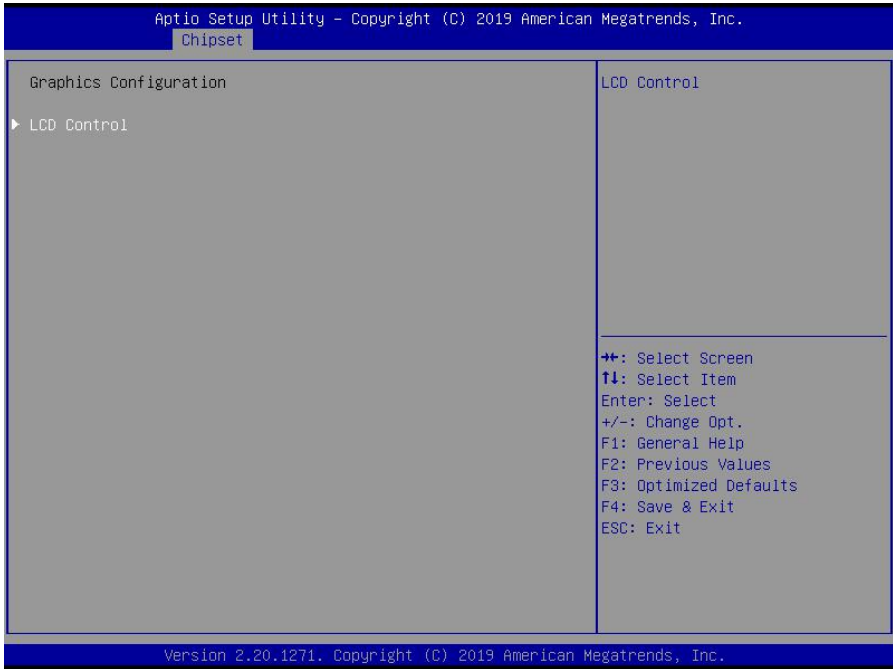 Aptio Setup Utility – Copyright (C) 2019 American Megatrends, Inc.
Chipset
Graphics Configuration
▶ LCD Control
LCD Control
→←: Select Screen
↑↓: Select Item
Enter: Select
+/-: Change Opt.
F1: General Help
F2: Previous Values
F3: Optimized Defaults
F4: Save & Exit
ESC: Exit
Version 2.20.1271. Copyright (C) 2019 American Megatrends, Inc.